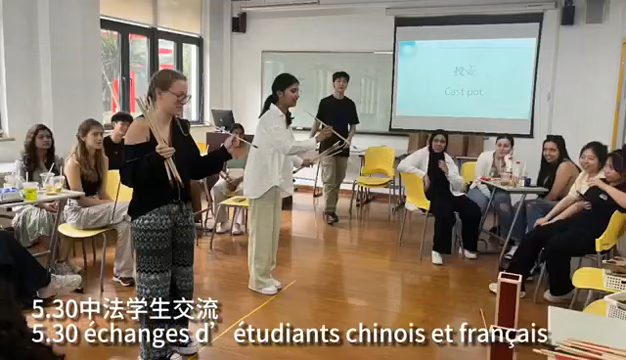 投壶
Cast pot
5.30中法学生交流
5.30 échanges d’étudiants chinois et français